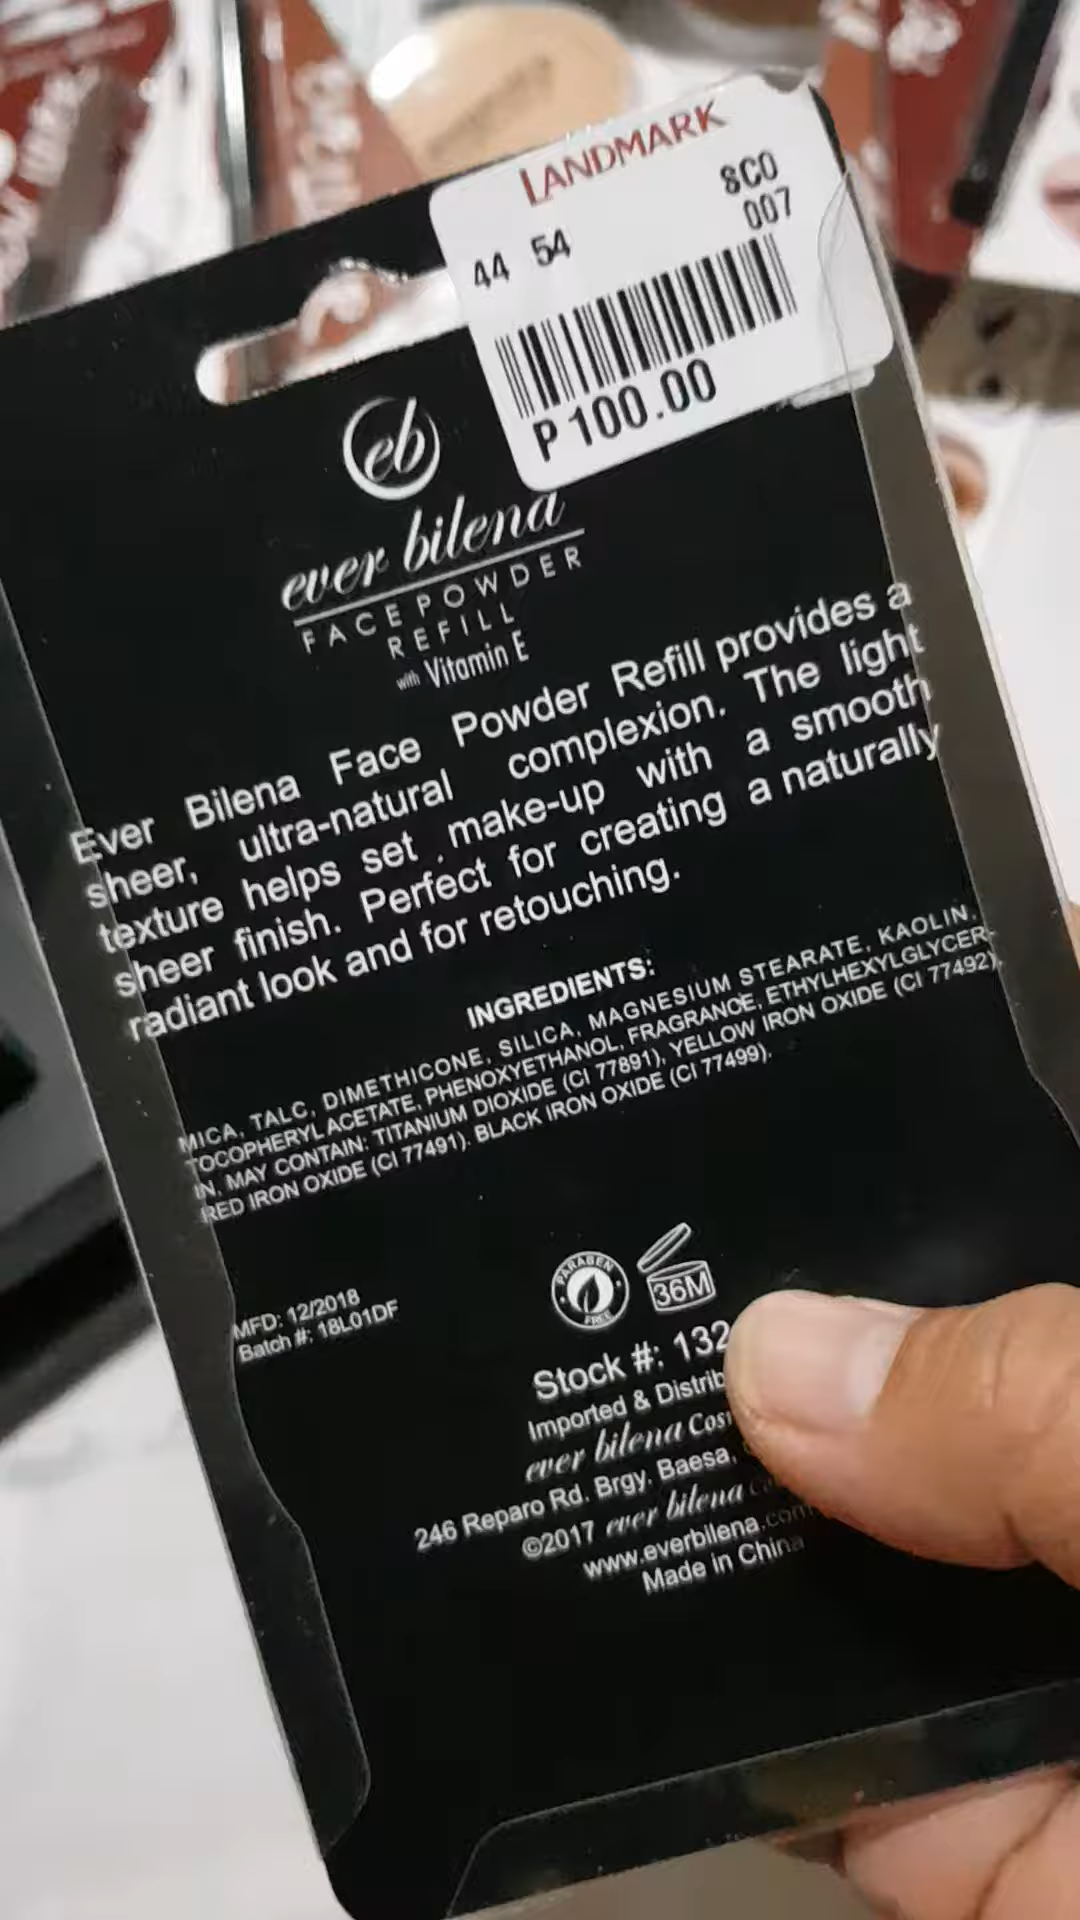 LANDMARK
SCO
44 54 007
P 100.00
eb
ever bilena
FACE POWDER
REFILL
with Vitamin E
Ever Bilena Face Powder Refill provides a
sheer, ultra-natural complexion. The light
texture helps set make-up with a smooth
sheer finish. Perfect for creating a naturally
radiant look and for retouching.
INGREDIENTS:
MICA, TALC, DIMETHICONE, SILICA, MAGNESIUM STEARATE, KAOLIN,
TOCOPHERYL ACETATE, PHENOXYETHANOL, FRAGRANCE, ETHYLHEXYLGLYCER-
IN. MAY CONTAIN: TITANIUM DIOXIDE (CI 77891), YELLOW IRON OXIDE (CI 77492),
RED IRON OXIDE (CI 77491). BLACK IRON OXIDE (CI 77499).
PARABEN
FREE
36M
MFD: 12/2018
Batch #: 18L01DF
Stock #: 132
Imported & Distrib
ever bilena Cos
246 Reparo Rd. Brgy. Baesa,
©2017 ever bilena
www.everbilena.com
Made in China